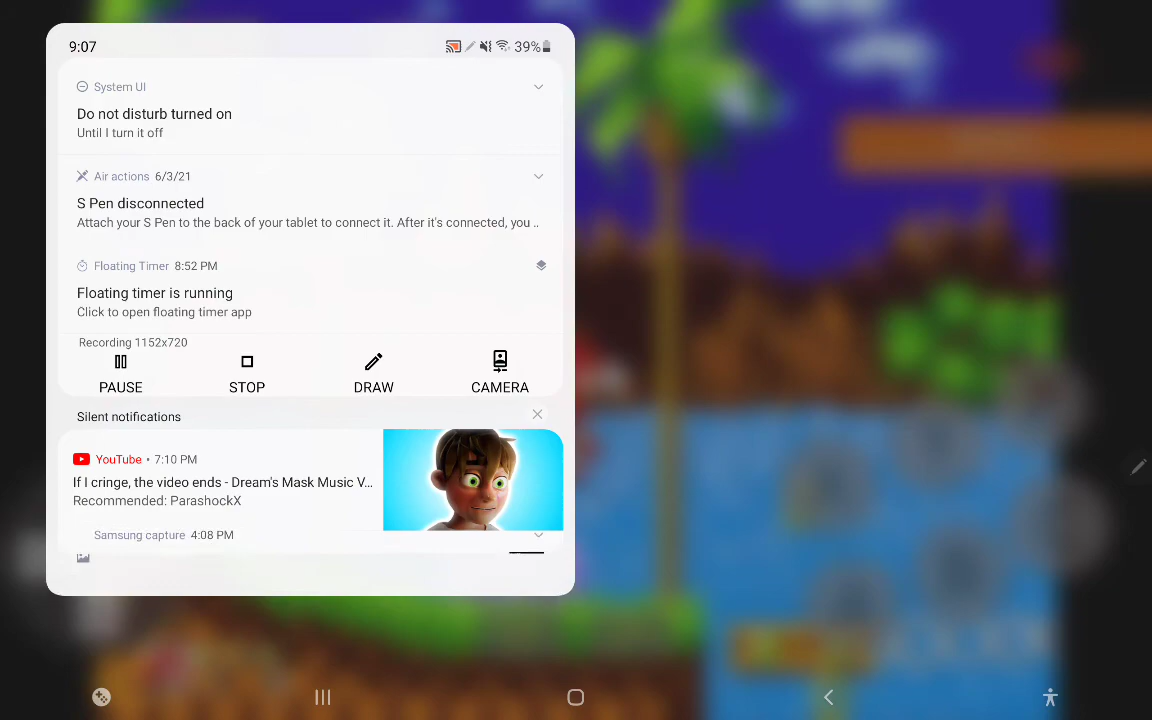 9:07
39%
System UI
Do not disturb turned on
Until I turn it off
Air actions 6/3/21
S Pen disconnected
Attach your S Pen to the back of your tablet to connect it. After it's connected, you ..
Floating Timer 8:52 PM
Floating timer is running
Click to open floating timer app
Recording 1152x720
PAUSE STOP DRAW CAMERA
Silent notifications
YouTube • 7:10 PM
If I cringe, the video ends - Dream's Mask Music V...
Recommended: ParashockX
Samsung capture 4:08 PM